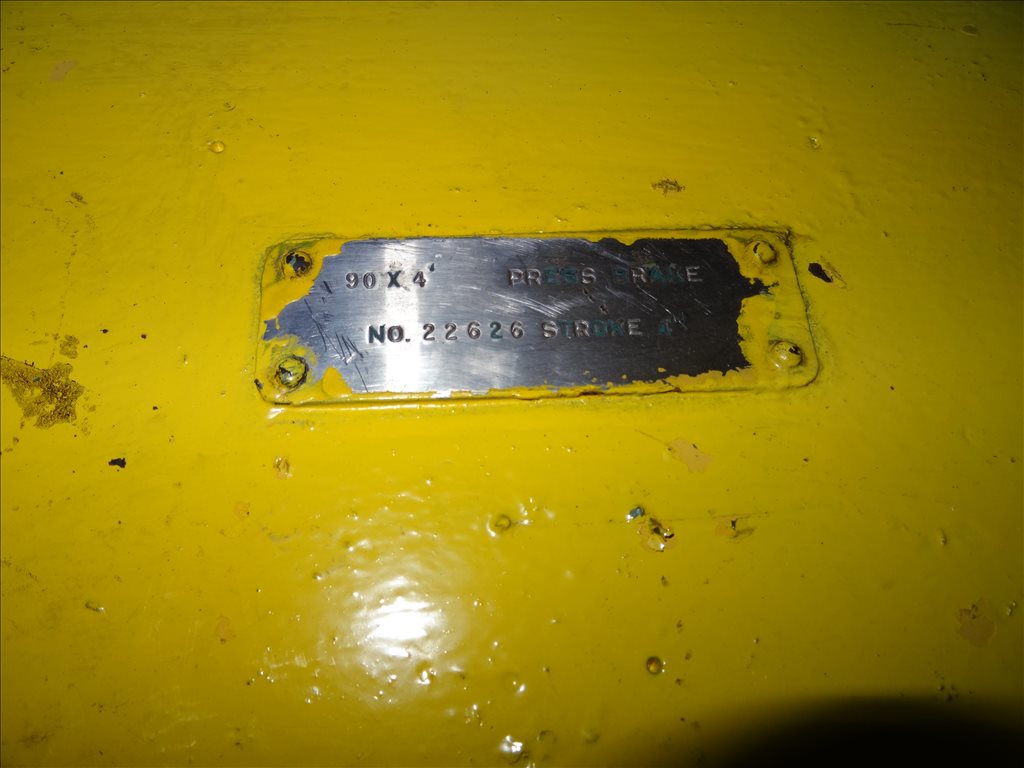 90 X 4' PRESS BRAKE
NO. 22626 STROKE 4"